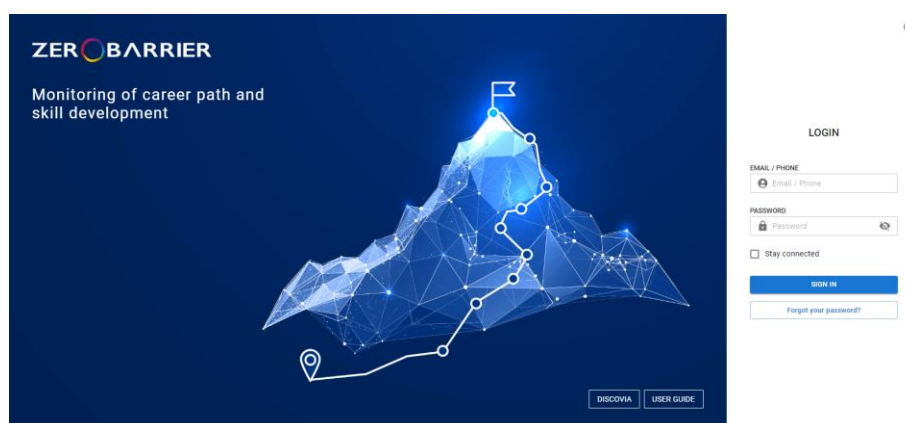 ZEROBARRIER
Monitoring of career path and
skill development
DISCOVIA
USER GUIDE
LOGIN
EMAIL / PHONE
Email / Phone
PASSWORD
Password
Stay connected
SIGN IN
Forgot your password?